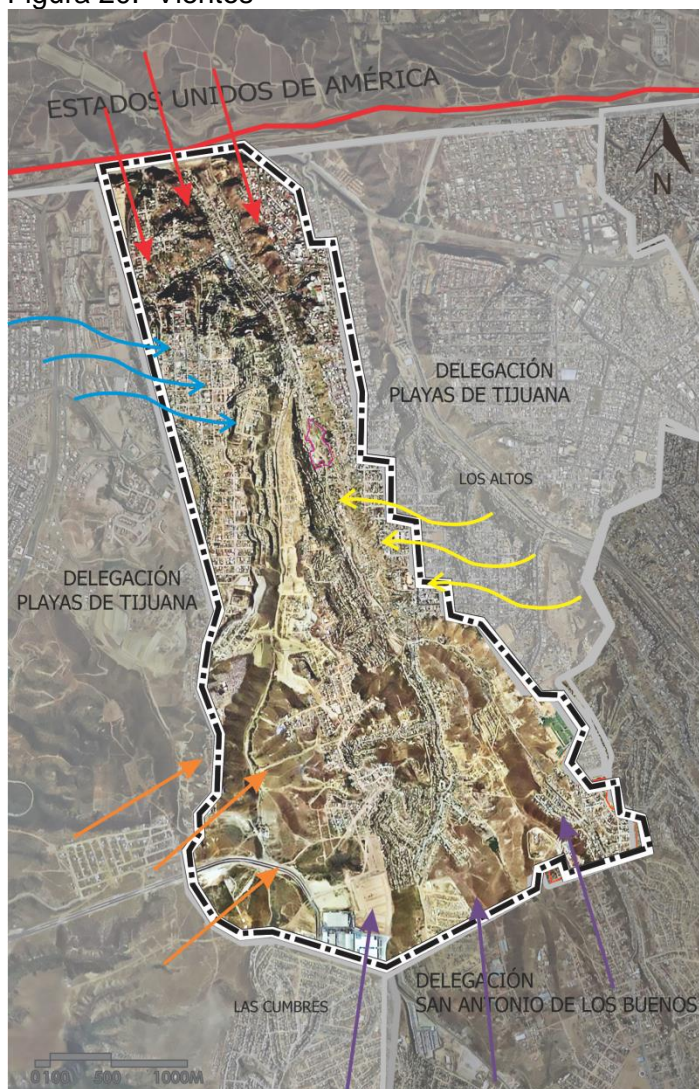 Figura 20. Vientos
ESTADOS UNIDOS DE AMÉRICA
N
DELEGACIÓN
PLAYAS DE TIJUANA
LOS ALTOS
DELEGACIÓN
PLAYAS DE TIJUANA
DELEGACIÓN
SAN ANTONIO DE LOS BUENOS
LAS CUMBRES
0 100 500 1000M